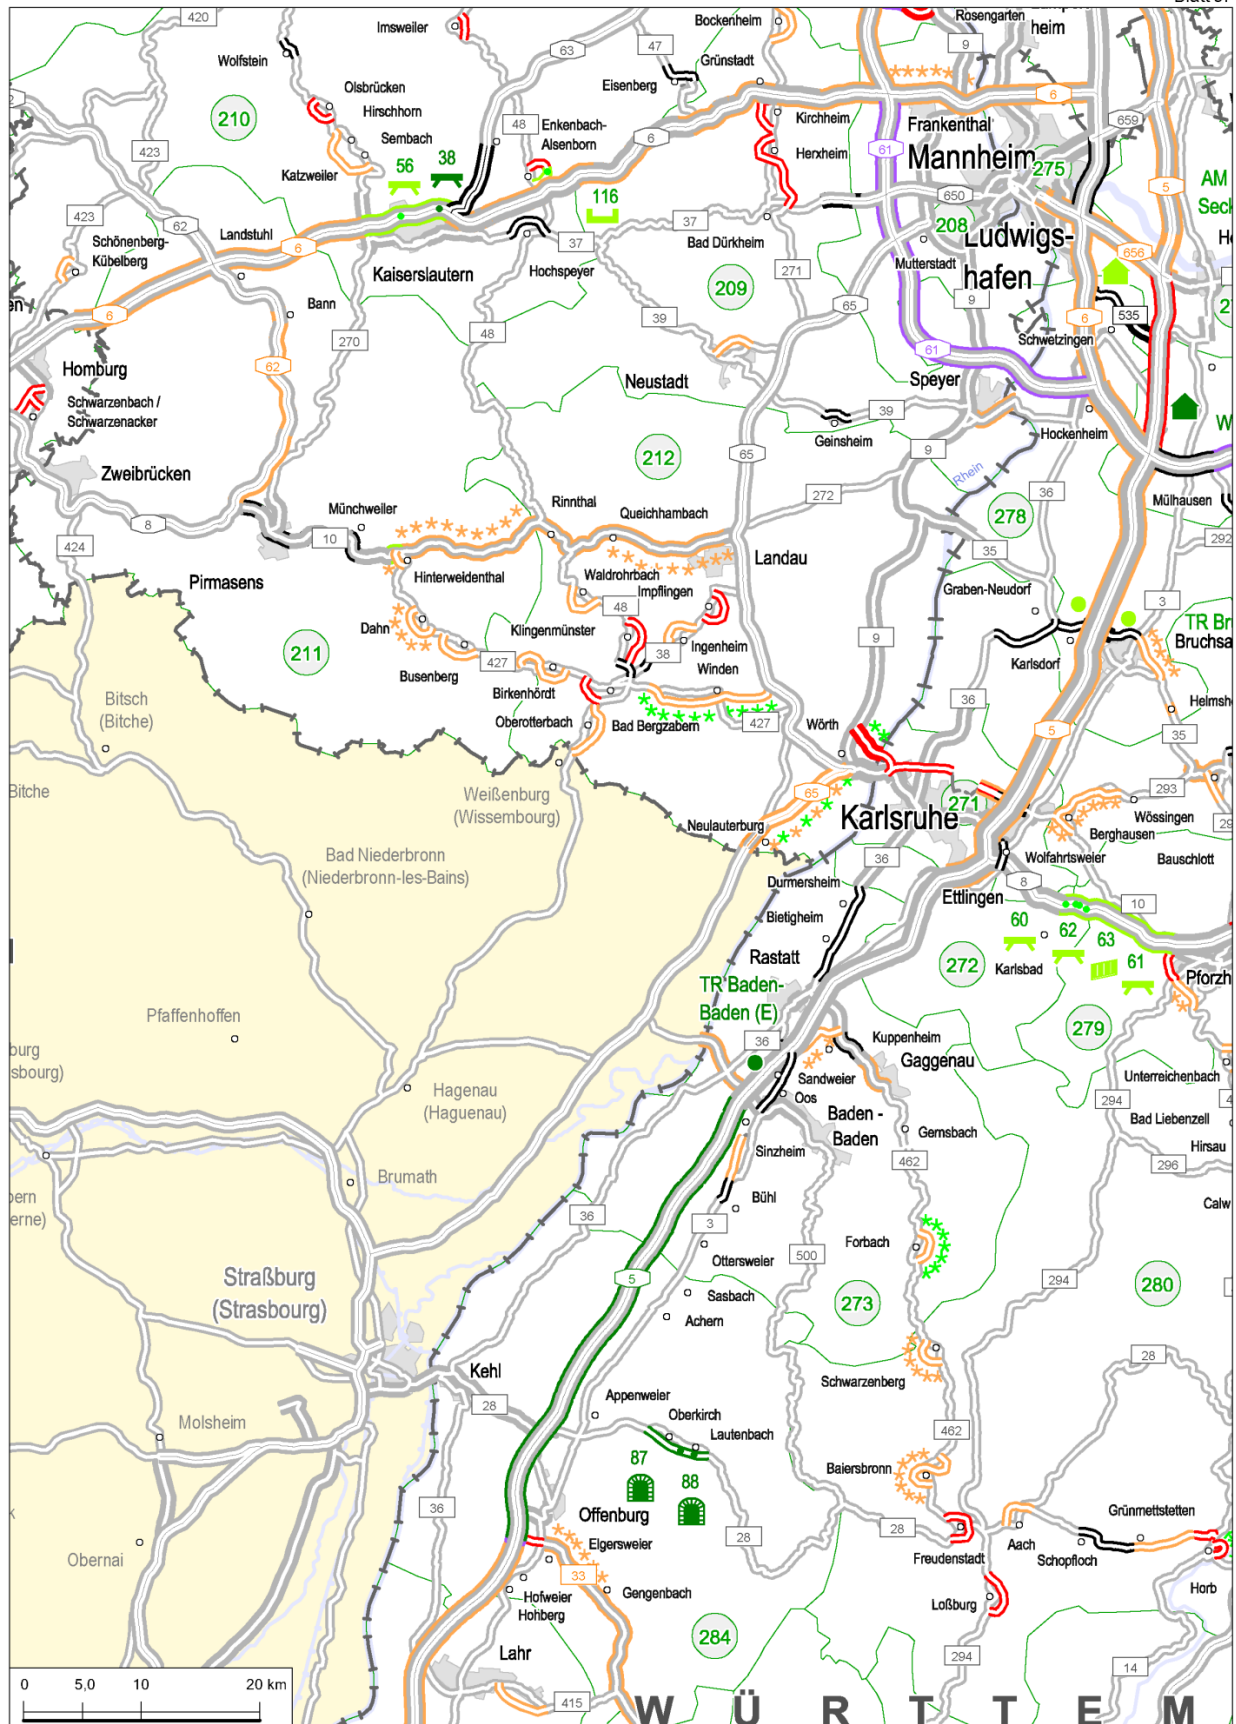 420
Imsweiler
Bockenheim
Rosengarten
heim
63
47
9
Wolfstein
Grünstadt
Olsbrücken
Eisenberg
6
Hirschhorn
210
Kirchheim
659
48
Enkenbach-
Alsenborn
6
Frankenthal
Sembach
423
56
38
Herxheim
61
Mannheim
275
Katzweiler
AM
5
116
650
423
62
37
208
Landstuhl
Ludwigs-
Schönenberg-
Kübelberg
6
37
Bad Dürkheim
Mutterstadt
656
Kaiserslautern
Hochspeyer
271
hafen
209
9
Bann
65
6
39
6
535
270
48
Schwetzingen
61
62
Homburg
Neustadt
Speyer
Schwarzenbach /
Schwarzenacker
39
Geinsheim
Hockenheim
9
65
212
Zweibrücken
Rhein
36
Rinnthal
272
Münchweiler
Queichhambach
Mülhausen
278
8
10
292
424
35
Landau
Pirmasens
Hinterweidenthal
Waldrohrbach
Impflingen
Graben-Neudorf
3
48
Dahn
Klingenmünster
TR Bru
9
Bruchsa
Ingenheim
211
38
427
Karlsdorf
Winden
Busenberg
Birkenhördt
36
Bitsch
(Bitche)
Helmsh
Oberotterbach
Bad Bergzabern
427
Wörth
5
35
Bitche
65
293
Weißenburg
(Wissembourg)
271
Karlsruhe
Wössingen
Neulauterburg
Berghausen
Bad Niederbronn
(Niederbronn-les-Bains)
36
Wolfahrtsweier
Bauschlott
Durmersheim
8
Ettlingen
10
Bietigheim
60
62
63
Rastatt
61
272
Karlsbad
Pforzh
TR Baden-
Baden (E)
Pfaffenhoffen
279
36
Kuppenheim
Gaggenau
Sandweier
Unterreichenbach
Hagenau
(Haguenau)
Oos
294
Baden -
Baden
Bad Liebenzell
Gernsbach
Sinzheim
Hirsau
462
296
Brumath
Bühl
Calw
36
3
Forbach
500
Ottersweier
Straßburg
(Strasbourg)
5
294
280
Sasbach
273
Achern
28
Kehl
Schwarzenberg
Appenweier
28
Molsheim
Oberkirch
Lautenbach
462
87
Baiersbronn
88
36
Grünmettstetten
Offenburg
28
28
Eigersweier
Aach
Obernai
Freudenstadt
Schopfloch
33
Hofweier
Gengenbach
Horb
Hohberg
Loßburg
284
Lahr
294
14
0
5,0
10
20 km
415
W Ü R T T E M